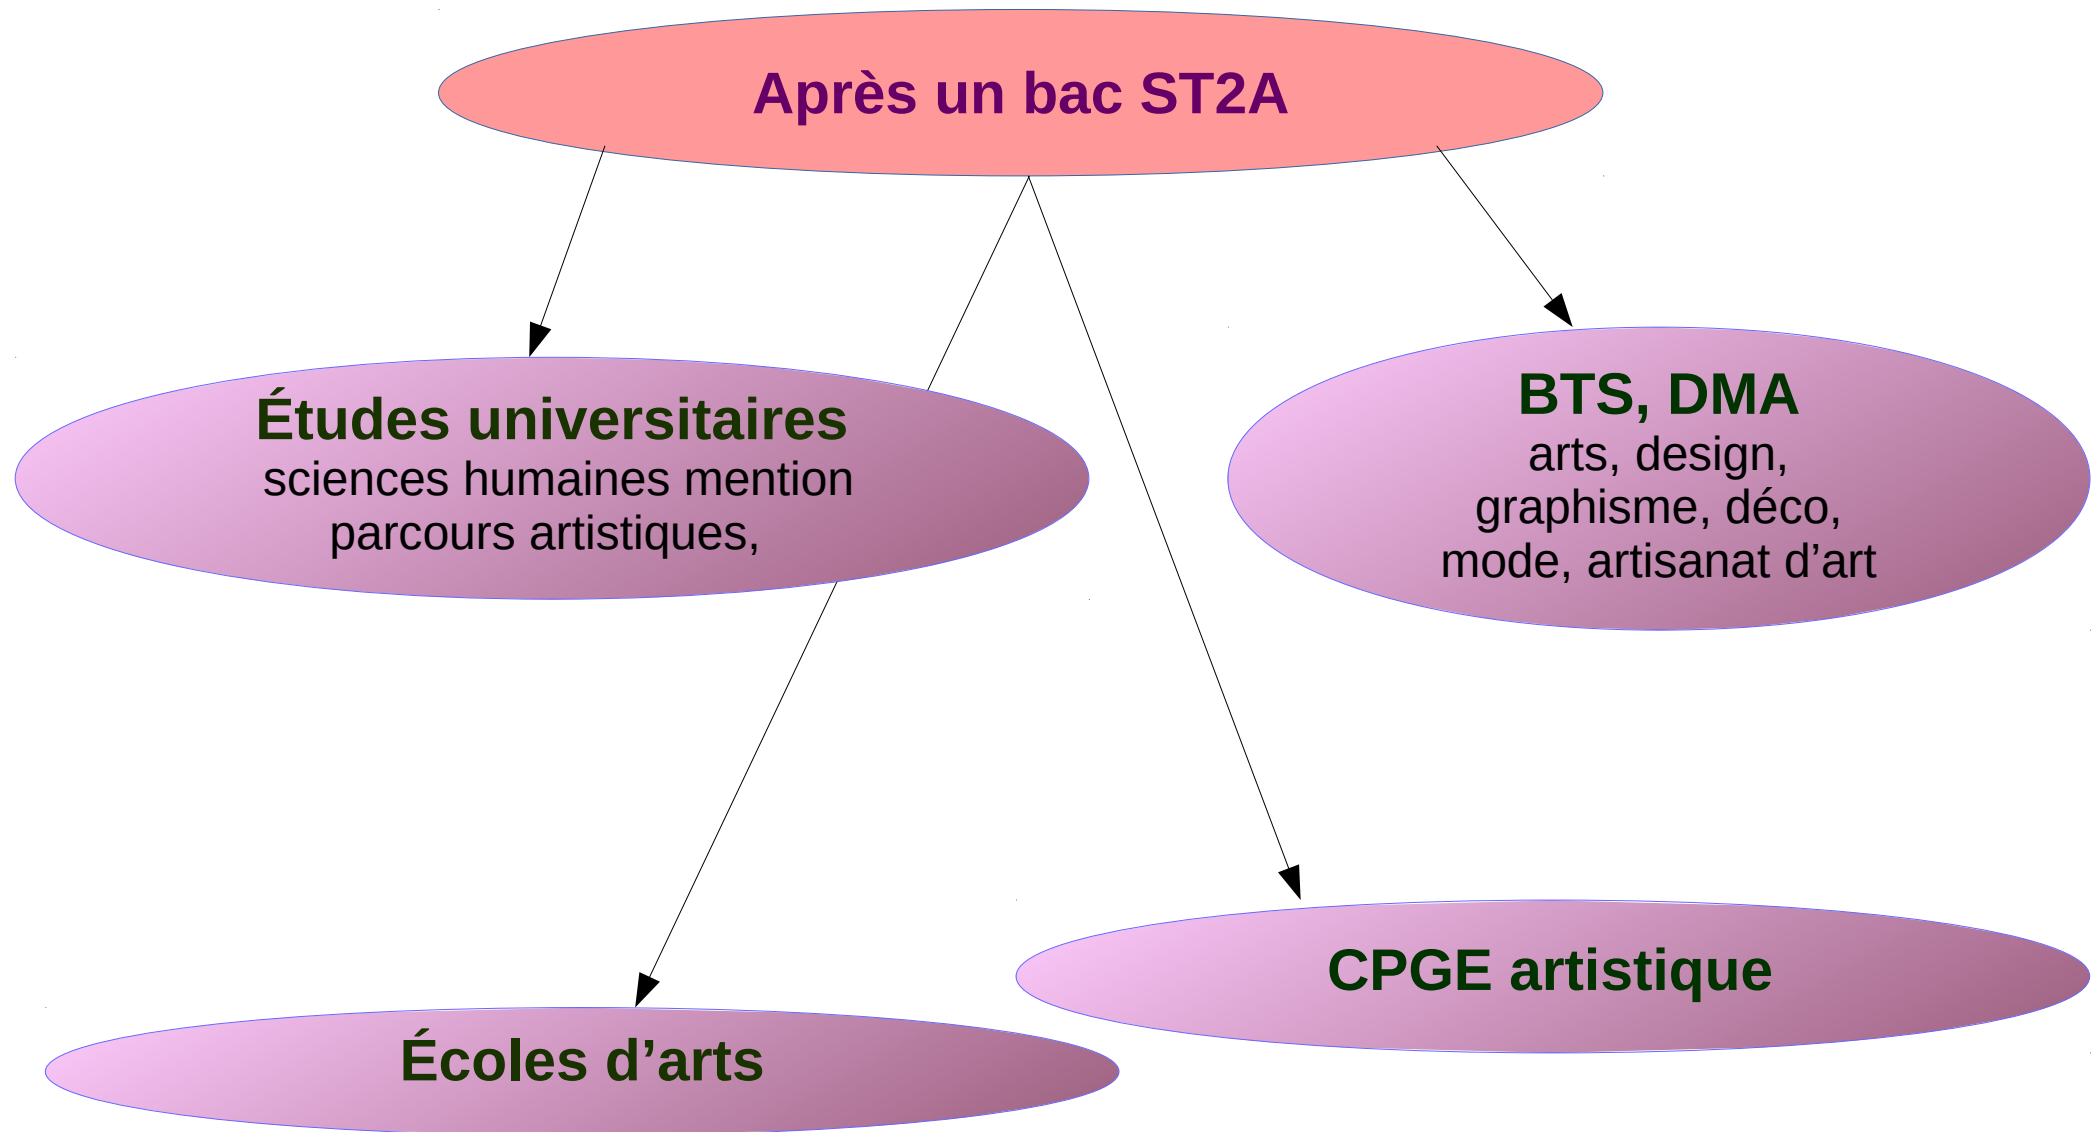 Après un bac ST2A
Études universitaires
sciences humaines mention
parcours artistiques,
BTS, DMA
arts, design,
graphisme, déco,
mode, artisanat d’art
CPGE artistique
Écoles d’arts